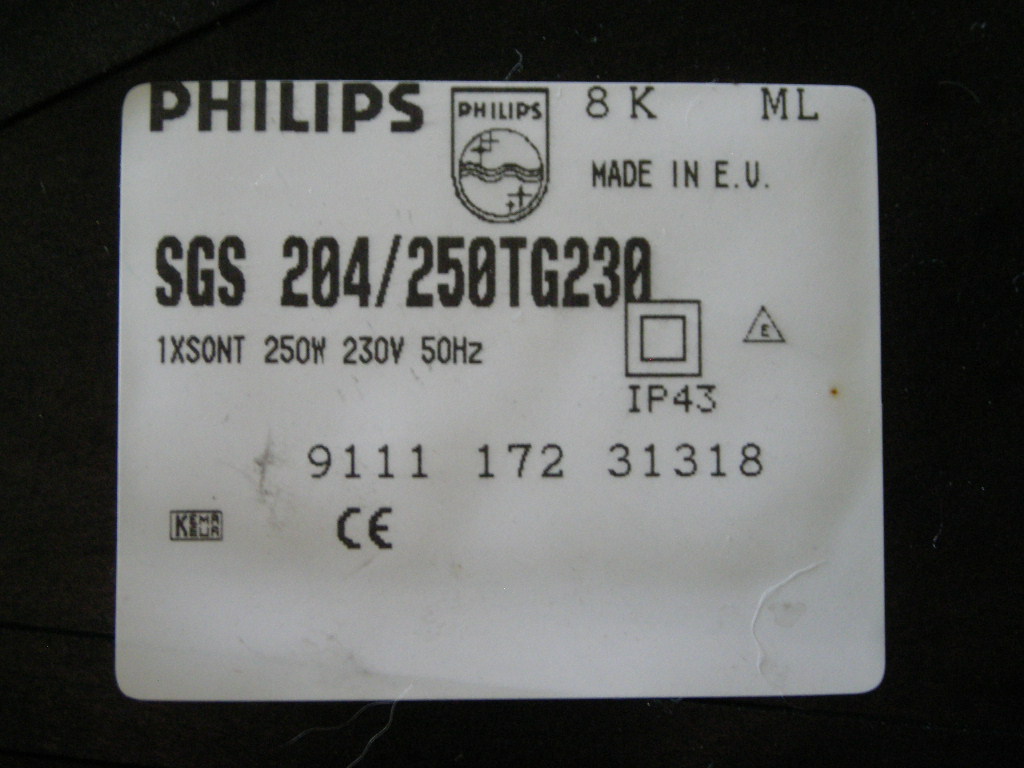 PHILIPS PHILIPS 8 K ML
MADE IN E.U.
SGS 204/250TG230
1XSONT 250W 230V 50Hz
E
IP43
9111 172 31318
KEMA KEUR
CE